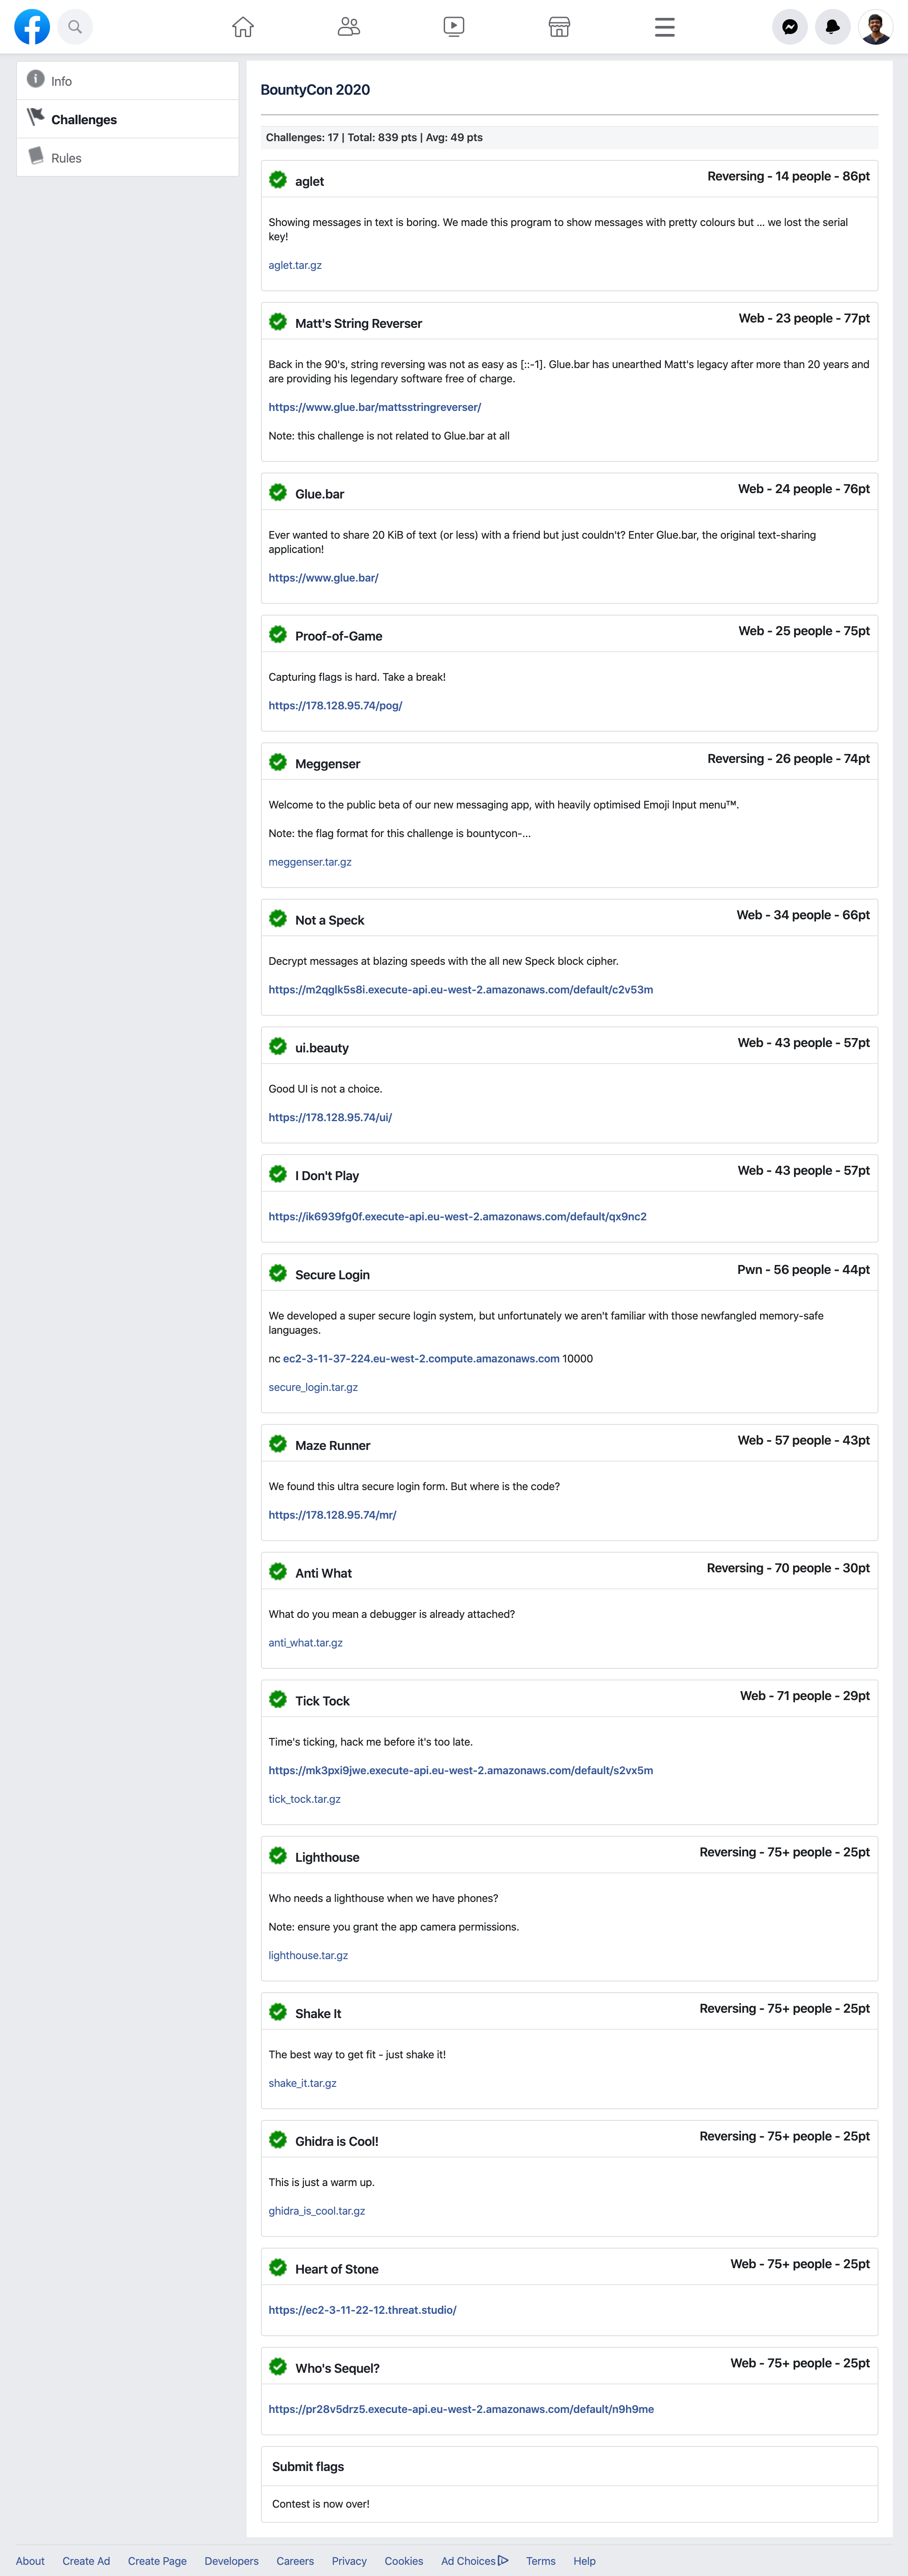 Info
Challenges
Rules
BountyCon 2020
Challenges: 17 | Total: 839 pts | Avg: 49 pts
aglet
Reversing - 14 people - 86pt
Showing messages in text is boring. We made this program to show messages with pretty colours but ... we lost the serial
key!
aglet.tar.gz
Matt's String Reverser
Web - 23 people - 77pt
Back in the 90's, string reversing was not as easy as [::-1]. Glue.bar has unearthed Matt's legacy after more than 20 years and
are providing his legendary software free of charge.
https://www.glue.bar/mattsstringreverser/
Note: this challenge is not related to Glue.bar at all
Glue.bar
Web - 24 people - 76pt
Ever wanted to share 20 KiB of text (or less) with a friend but just couldn't? Enter Glue.bar, the original text-sharing
application!
https://www.glue.bar/
Proof-of-Game
Web - 25 people - 75pt
Capturing flags is hard. Take a break!
https://178.128.95.74/pog/
Meggenser
Reversing - 26 people - 74pt
Welcome to the public beta of our new messaging app, with heavily optimised Emoji Input menu™.
Note: the flag format for this challenge is bountycon-...
meggenser.tar.gz
Not a Speck
Web - 34 people - 66pt
Decrypt messages at blazing speeds with the all new Speck block cipher.
https://m2qglk5s8i.execute-api.eu-west-2.amazonaws.com/default/c2v53m
ui.beauty
Web - 43 people - 57pt
Good UI is not a choice.
https://178.128.95.74/ui/
I Don't Play
Web - 43 people - 57pt
https://ik6939fg0f.execute-api.eu-west-2.amazonaws.com/default/qx9nc2
Secure Login
Pwn - 56 people - 44pt
We developed a super secure login system, but unfortunately we aren't familiar with those newfangled memory-safe
languages.
nc ec2-3-11-37-224.eu-west-2.compute.amazonaws.com 10000
secure_login.tar.gz
Maze Runner
Web - 57 people - 43pt
We found this ultra secure login form. But where is the code?
https://178.128.95.74/mr/
Anti What
Reversing - 70 people - 30pt
What do you mean a debugger is already attached?
anti_what.tar.gz
Tick Tock
Web - 71 people - 29pt
Time's ticking, hack me before it's too late.
https://mk3pxi9jwe.execute-api.eu-west-2.amazonaws.com/default/s2vx5m
tick_tock.tar.gz
Lighthouse
Reversing - 75+ people - 25pt
Who needs a lighthouse when we have phones?
Note: ensure you grant the app camera permissions.
lighthouse.tar.gz
Shake It
Reversing - 75+ people - 25pt
The best way to get fit - just shake it!
shake_it.tar.gz
Ghidra is Cool!
Reversing - 75+ people - 25pt
This is just a warm up.
ghidra_is_cool.tar.gz
Heart of Stone
Web - 75+ people - 25pt
https://ec2-3-11-22-12.threat.studio/
Who's Sequel?
Web - 75+ people - 25pt
https://pr28v5drz5.execute-api.eu-west-2.amazonaws.com/default/n9h9me
Submit flags
Contest is now over!
About Create Ad Create Page Developers Careers Privacy Cookies Ad Choices Terms Help